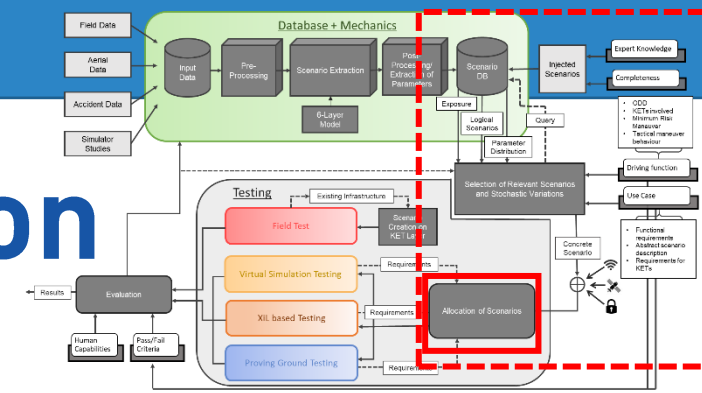 Database + Mechanics
Field Data
Aerial
Data
Accident Data
Simulator
Studies
Input
Data
Pre-
Processing
Scenario Extraction
6-Layer
Model
Post-
Processing/
Extraction of
Parameters
Scenario
DB
Injected
Scenarios
Expert Knowledge
Completeness
Exposure
Logical
Scenarios
Parameter
Distribution
Query
• ODD
• KETs involved
• Minimum Risk
Maneuver
• Tactical maneuver
behaviour
Driving function
Use Case
Selection of Relevant Scenarios
and Stochastic Variations
• Functional
requirements
• Abstract scenario
description
• Requirements for
KETs
Concrete
Scenario
on
Testing
Existing Infrastructure
Field Test
Scenario
Creation on
KET Layer
Virtual Simulation Testing
Requirements
XiL based Testing
Requirements
Allocation of Scenarios
Proving Ground Testing
Requirements
Results
Evaluation
Human
Capabilities
Pass/Fail
Criteria